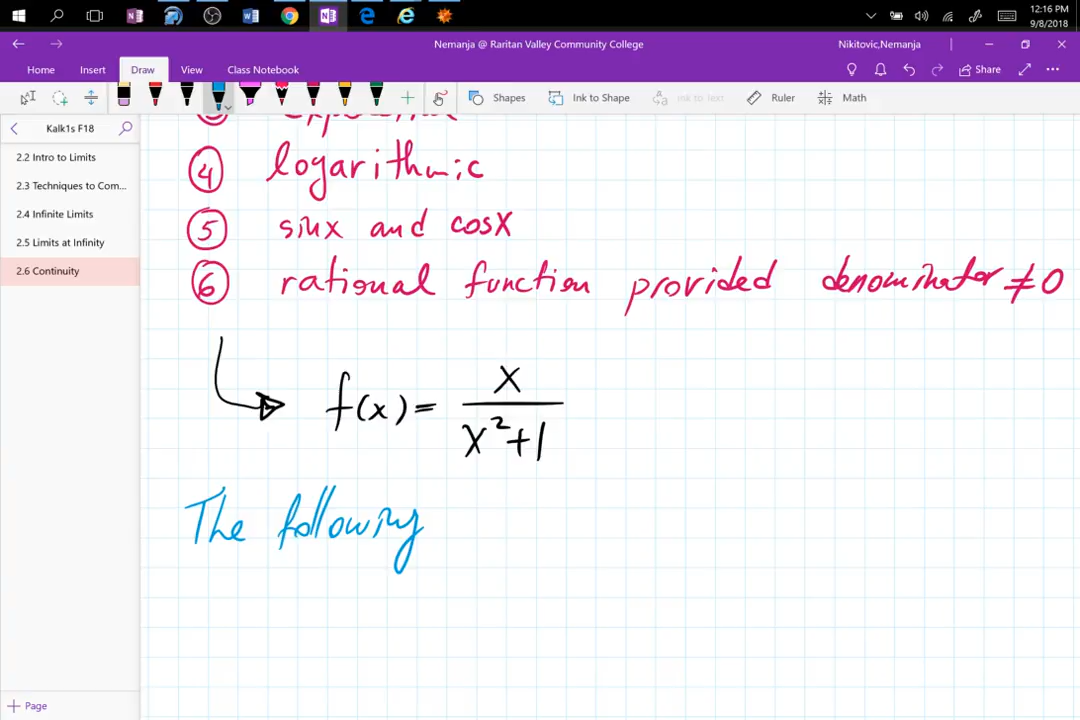 12:16 PM
9/8/2018
Nemanja @ Raritan Valley Community College
Nikitovic,Nemanja
Home Insert Draw View Class Notebook
Share
Shapes Ink to Shape Ink to Text Ruler Math
Kalk1s F18
2.2 Intro to Limits
2.3 Techniques to Com...
2.4 Infinite Limits
2.5 Limits at Infinity
2.6 Continuity
4 logarithmic
5 sinx and cosx
6 rational function provided denominator ≠ 0
f(x) = x / x²+1
The following
+ Page